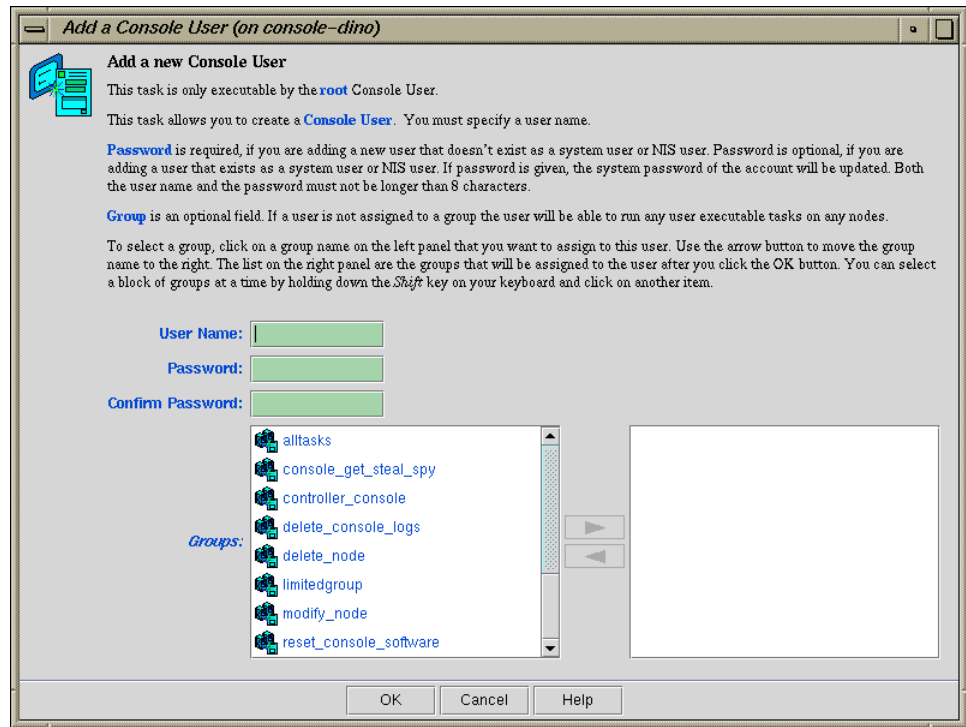 Add a Console User (on console-dino)
Add a new Console User
This task is only executable by the root Console User.
This task allows you to create a Console User. You must specify a user name.
Password is required, if you are adding a new user that doesn't exist as a system user or NIS user. Password is optional, if you are
adding a user that exists as a system user or NIS user. If password is given, the system password of the account will be updated. Both
the user name and the password must not be longer than 8 characters.
Group is an optional field. If a user is not assigned to a group the user will be able to run any user executable tasks on any nodes.
To select a group, click on a group name on the left panel that you want to assign to this user. Use the arrow button to move the group
name to the right. The list on the right panel are the groups that will be assigned to the user after you click the OK button. You can select
a block of groups at a time by holding down the Shift key on your keyboard and click on another item.
User Name:
Password:
Confirm Password:
Groups:
alltasks
console_get_steal_spy
controller_console
delete_console_logs
delete_node
limitedgroup
modify_node
reset_console_software
OK Cancel Help